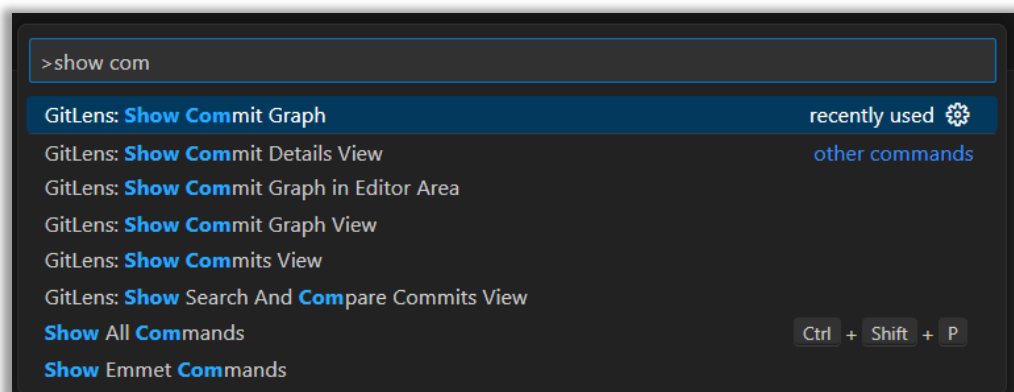 >show com
GitLens: Show Commit Graph recently used
GitLens: Show Commit Details View other commands
GitLens: Show Commit Graph in Editor Area
GitLens: Show Commit Graph View
GitLens: Show Commits View
GitLens: Show Search And Compare Commits View
Show All Commands Ctrl + Shift + P
Show Emmet Commands